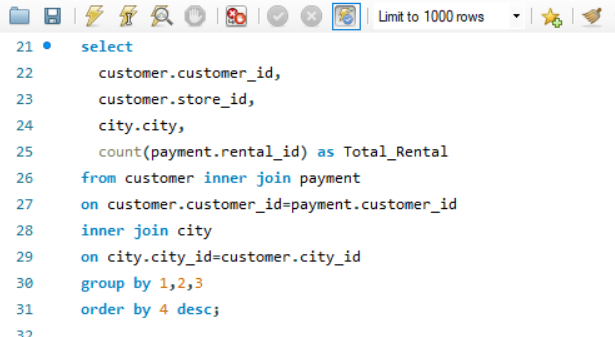 Limit to 1000 rows
21 select
22 customer.customer_id,
23 customer.store_id,
24 city.city,
25 count(payment.rental_id) as Total_Rental
26 from customer inner join payment
27 on customer.customer_id=payment.customer_id
28 inner join city
29 on city.city_id=customer.city_id
30 group by 1,2,3
31 order by 4 desc;
32